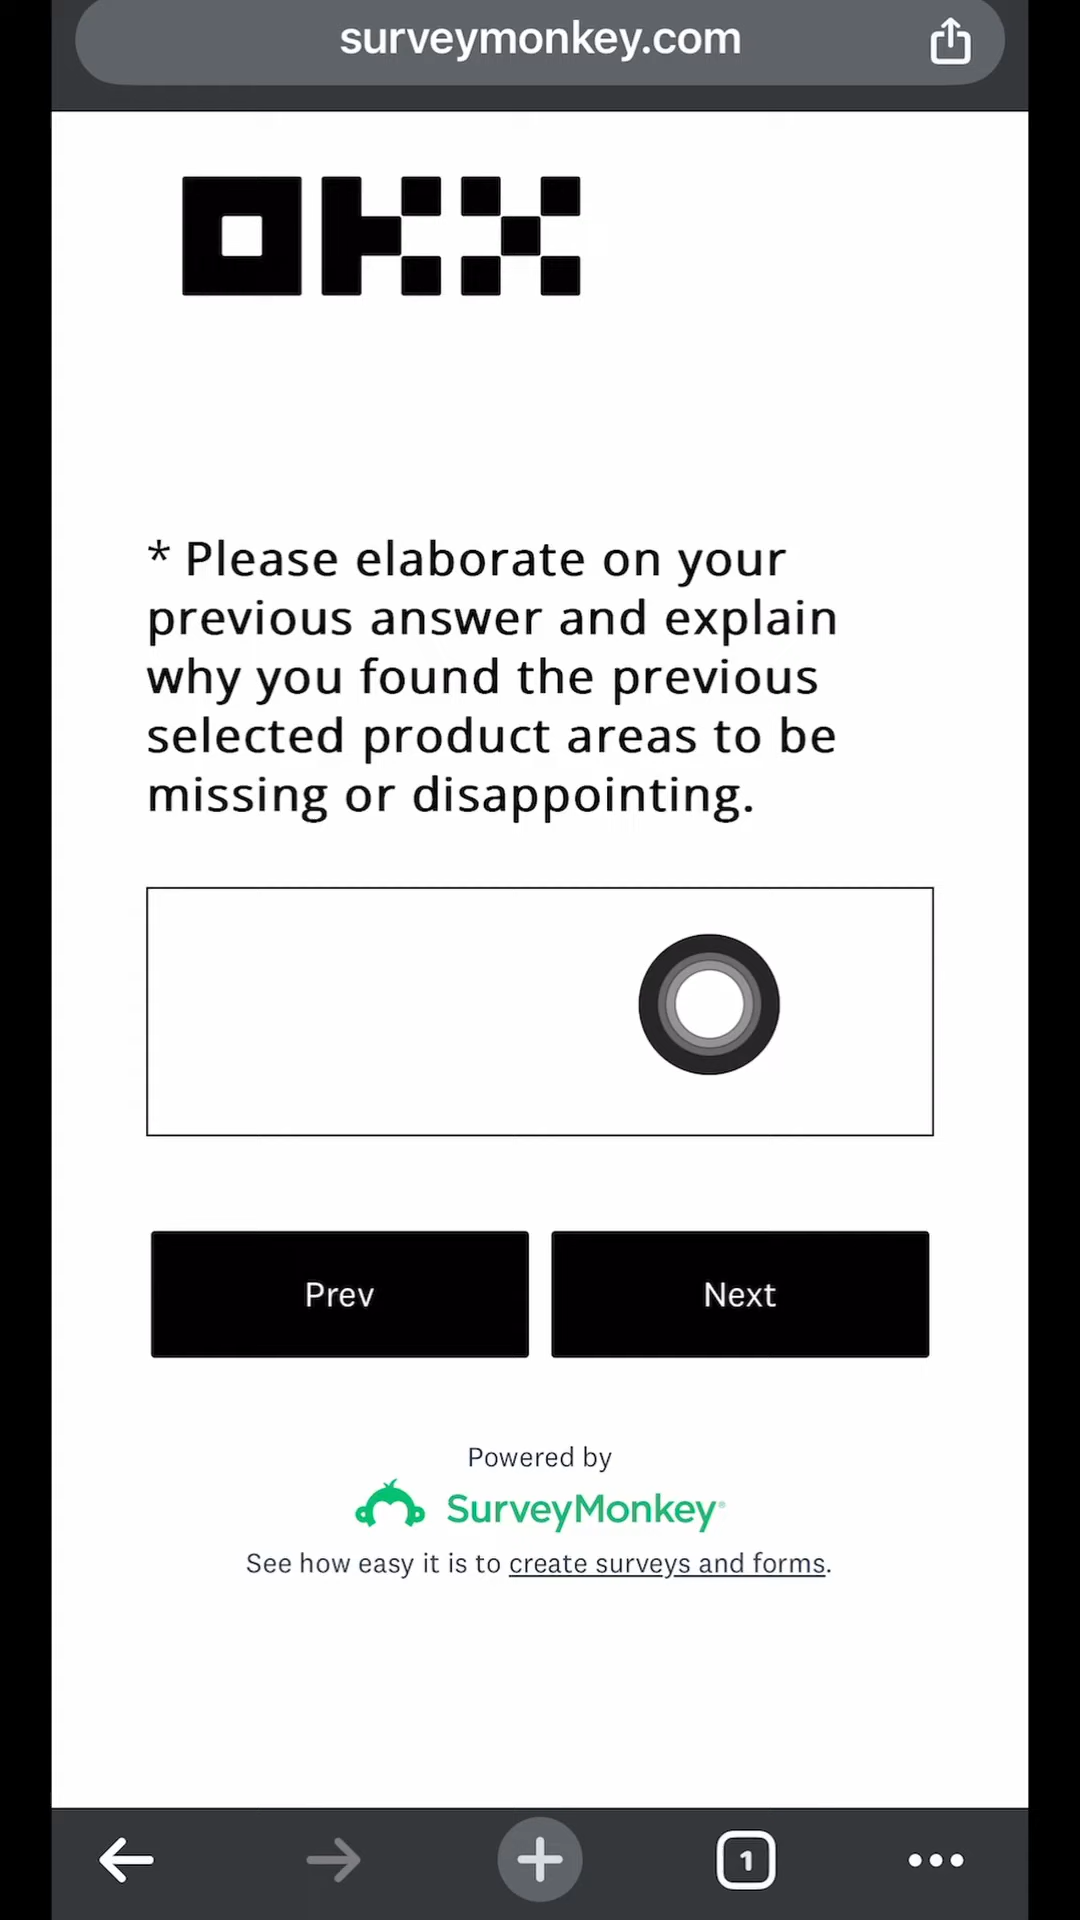 surveymonkey.com
OKX
* Please elaborate on your
previous answer and explain
why you found the previous
selected product areas to be
missing or disappointing.
Prev
Next
Powered by
SurveyMonkey
See how easy it is to create surveys and forms.
1